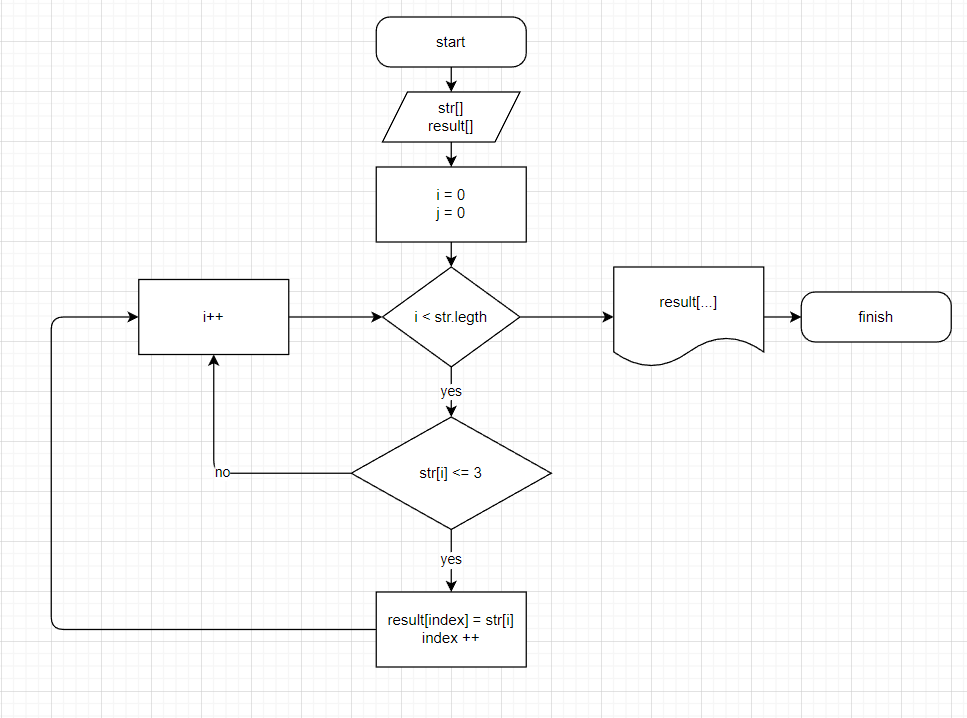 start
str[]
result[]
i = 0
j = 0
i++
i < str.legth
result[...]
finish
yes
no
str[i] <= 3
yes
result[index] = str[i]
index ++